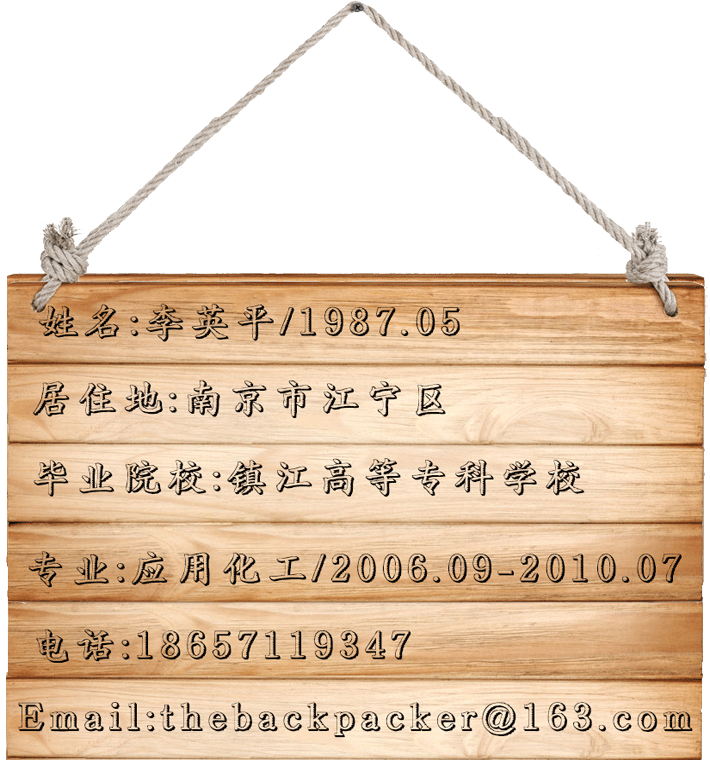 姓名:李英平/1987.05
居住地:南京市江宁区
毕业院校:镇江高等专科学校
专业:应用化工/2006.09-2010.07
电话:18657119347
Email:thebackpacker@163.com